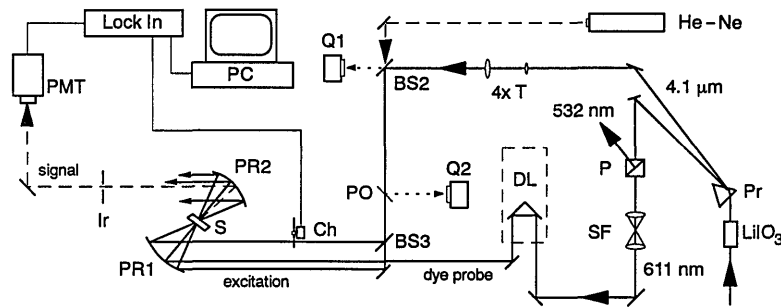 Lock In
He – Ne
Q1
PC
PMT
BS2
4x T
4.1 µm
532 nm
signal
PR2
Q2
DL
P
PO
Pr
Ir
S
Ch
SF
LiIO3
BS3
PR1
excitation
dye probe
611 nm